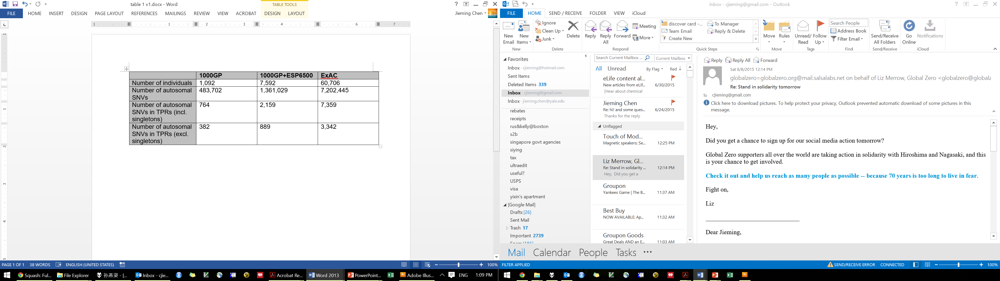 table 1 v1.docx - Word
TABLE TOOLS
FILE HOME INSERT DESIGN PAGE LAYOUT REFERENCES MAILINGS REVIEW VIEW ACROBAT DESIGN LAYOUT
Jieming Chen
1000GP 1000GP+ESP6500 ExAC
Number of individuals 1,092 7,592 60,706
Number of autosomal SNVs 483,702 1,361,029 7,202,445
Number of autosomal SNVs in TPRs (incl. singletons) 764 2,159 7,359
Number of autosomal SNVs in TPRs (excl. singletons) 382 889 3,342
PAGE 1 OF 1 38 WORDS ENGLISH (UNITED STATES) 100%
Inbox - cjieming@gmail.com - Outlook
FILE HOME SEND / RECEIVE FOLDER VIEW iCloud
New Email
New Items
New
Ignore
Clean Up
Junk
Delete
Delete
Reply
Reply All
Forward
Meeting
More
Respond
discover card -...
Team Email
Create New
To Manager
Reply & Delete
Quick Steps
Move
Rules
Move
Unread/ Read
Follow Up
Tags
Search People
Address Book
Filter Email
Find
Send/Receive All Folders
Send/Receive
Go Online
Notifications
iCloud
Favorites
Inbox - cjieming@hotmail.com
Sent Items
Deleted Items 339
Inbox - cjieming@gmail.com
Inbox - jieming.chen@yale.edu
rebates
receipts
rus&kelly@boston
s2b
singapore govt agencies
siying
tax
ultraedit
useful?
USPS
visa
yixin's apartment
[Google Mail]
Drafts [26]
Sent Mail
Trash 17
Important 2739
Spam [186]
Search Current Mailbox ... Current Mailbox
All Unread By Flag Red
eLife content al...
New articles from eLif... 6/30/2015
[Hear about chemical
Jieming Chen
Re: hi! and some ques... 6/24/2015
Thanks for the reply
Unflagged
Touch of Mod...
Magnetic speakers; Se... 12:25 PM
Liz Merrow, Gl...
Re: Stand in solidarity ... 12:14 PM
Hey, Did you get a
Groupon
Yankees Game | The B... 11:37 AM
Best Buy
NOW AVAILABLE: Ap... 11:32 AM
Groupon Goods
Great Deals AND an E... 11:03 AM
Reply Reply All Forward
Sat 8/8/2015 12:14 PM
globalzero=globalzero.org@mail.salsalabs.net on behalf of Liz Merrow, Global Zero <globalzero@globalz
Re: Stand in solidarity tomorrow
To cjieming@gmail.com
Click here to download pictures. To help protect your privacy, Outlook prevented automatic download of some pictures in this
message.
Hey,
Did you get a chance to sign up for our social media action tomorrow?
Global Zero supporters all over the world are taking action in solidarity with Hiroshima and Nagasaki, and this
is your chance to get involved.
Check it out and help us reach as many people as possible -- because 70 years is too long to live in fear.
Fight on,
Liz
Dear Jieming,
Mail Calendar People Tasks
FILTER APPLIED SEND/RECEIVE ERROR CONNECTED 100%
Squash: Ful... File Explorer 孙燕姿 - [... Inbox - cjie... Acrobat Re... Word 2013 PowerPoint... Adobe Illus... ENG 1:09 PM